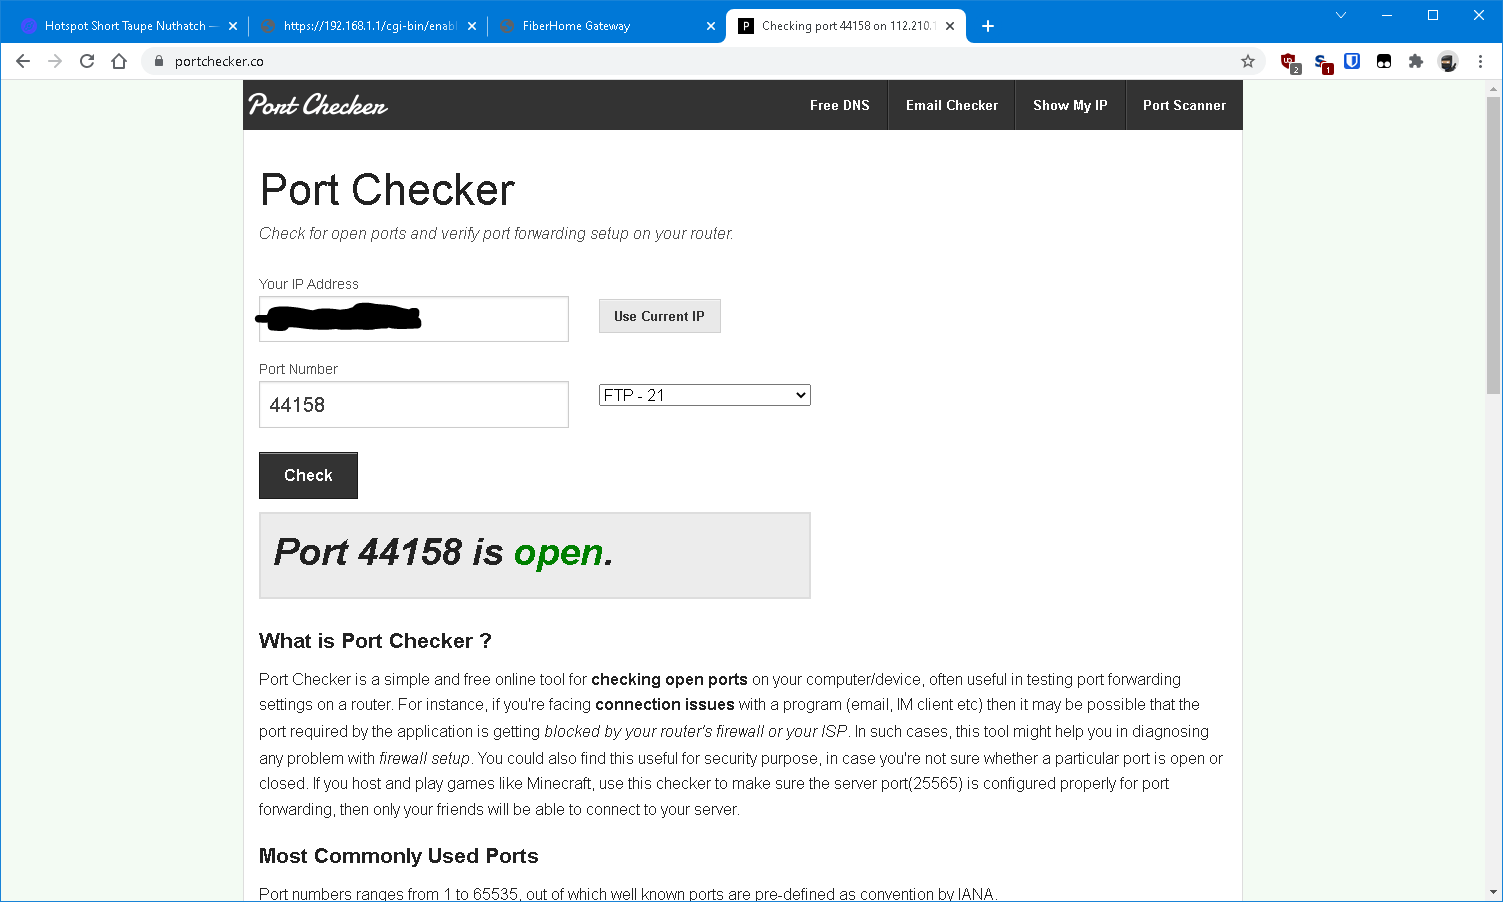 Hotspot Short Taupe Nuthatch —
https://192.168.1.1/cgi-bin/enabl
FiberHome Gateway
P
Checking port 44158 on 112.210.1
portchecker.co
2
1
Port Checker
Free DNS
Email Checker
Show My IP
Port Scanner
Port Checker
Check for open ports and verify port forwarding setup on your router.
Your IP Address
Use Current IP
Port Number
44158
FTP - 21
Check
Port 44158 is open.
What is Port Checker ?
Port Checker is a simple and free online tool for checking open ports on your computer/device, often useful in testing port forwarding
settings on a router. For instance, if you're facing connection issues with a program (email, IM client etc) then it may be possible that the
port required by the application is getting blocked by your router's firewall or your ISP. In such cases, this tool might help you in diagnosing
any problem with firewall setup. You could also find this useful for security purpose, in case you're not sure whether a particular port is open or
closed. If you host and play games like Minecraft, use this checker to make sure the server port(25565) is configured properly for port
forwarding, then only your friends will be able to connect to your server.
Most Commonly Used Ports
Port numbers ranges from 1 to 65535, out of which well known ports are pre-defined as convention by IANA.